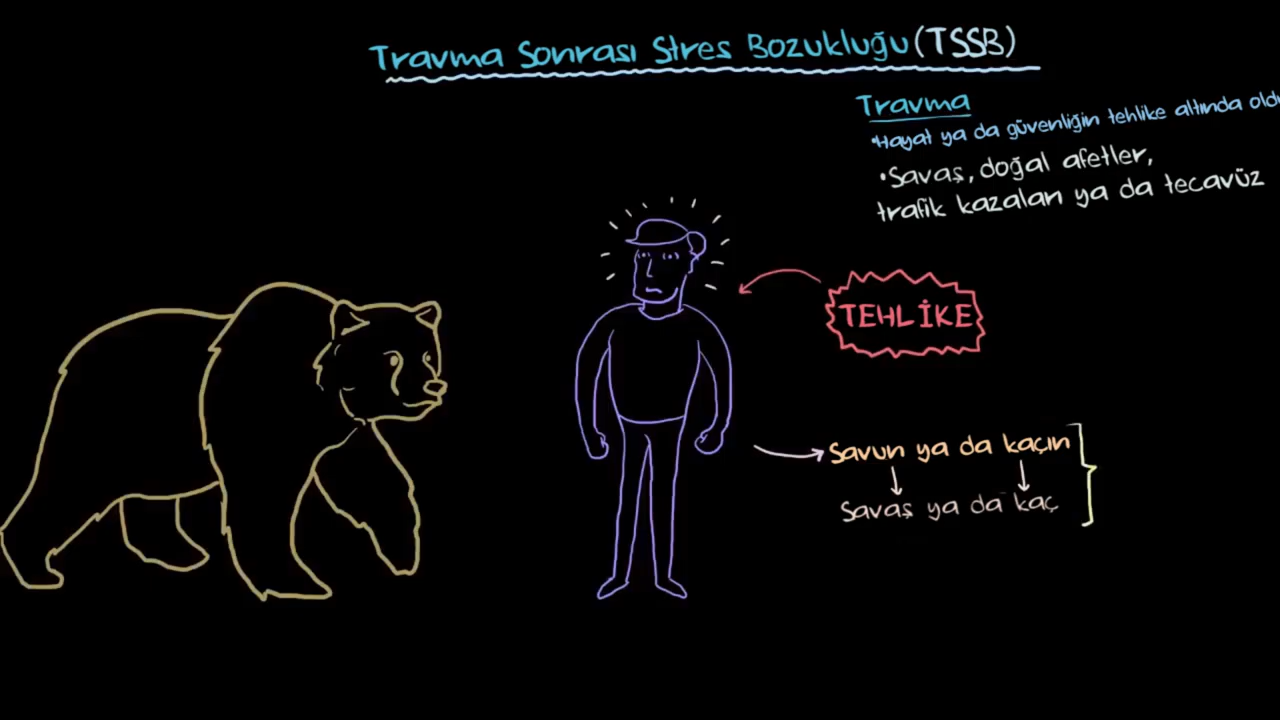 Travma Sonrası Stres Bozukluğu (TSSB)
Travma
•Hayat ya da güvenliğin tehlike altında
•Savaş, doğal afetler,
trafik kazaları ya da tecavüz
TEHLİKE
Savun ya da kaçın
Savaş ya da kaç